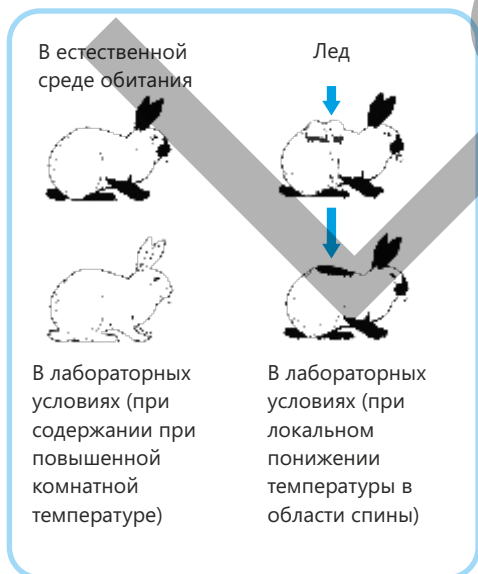 В естественной
среде обитания
Лед
В лабораторных
условиях (при
содержании при
повышенной
комнатной
температуре)
В лабораторных
условиях (при
локальном
понижении
температуры в
области спины)